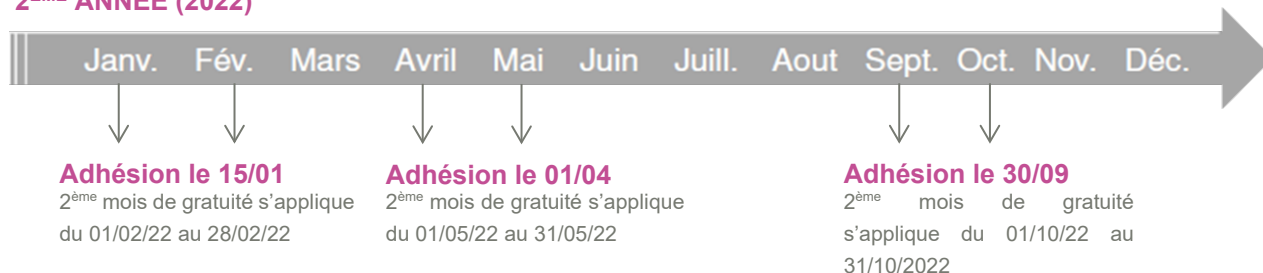 2ème ANNÉE (2022)
Janv. Fév. Mars Avril Mai Juin Juill. Aout Sept. Oct. Nov. Déc.
Adhésion le 15/01
2ème mois de gratuité s’applique
du 01/02/22 au 28/02/22
Adhésion le 01/04
2ème mois de gratuité s’applique
du 01/05/22 au 31/05/22
Adhésion le 30/09
2ème mois de gratuité
s’applique du 01/10/22 au
31/10/2022